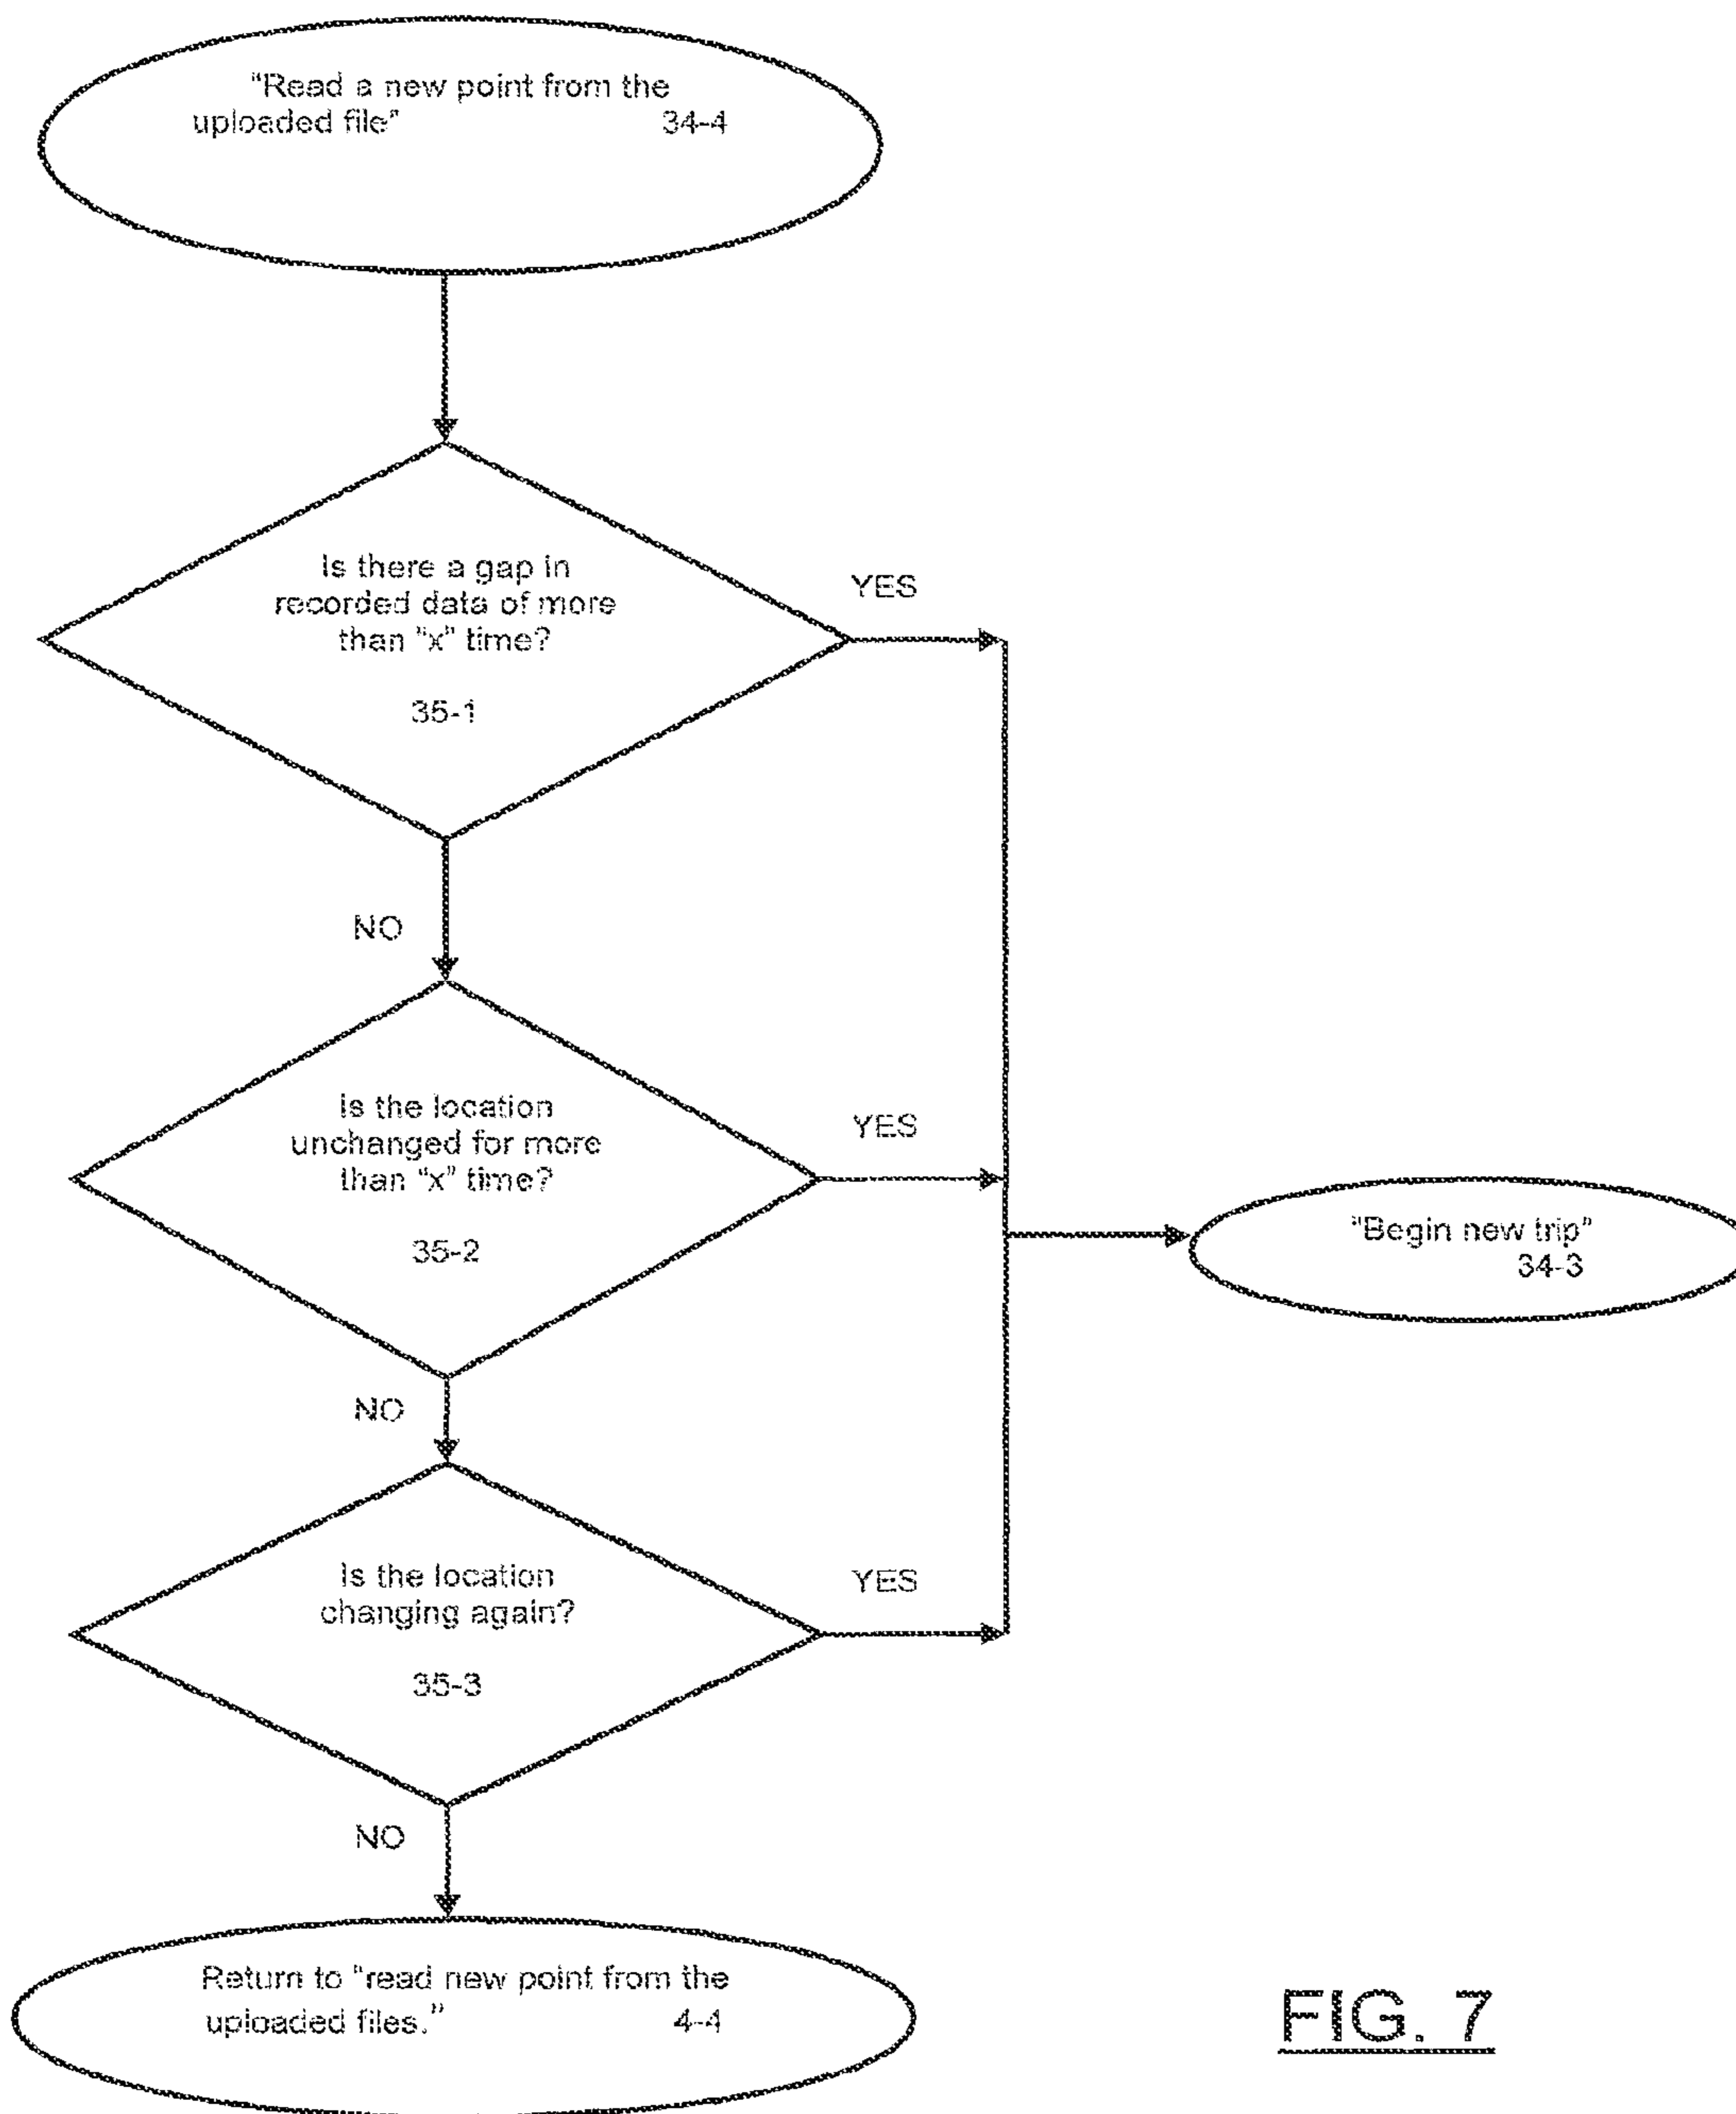 "Read a new point from the
uploaded file" 34-4
Is there a gap in
recorded data of more
than "x" time?
35-1
YES
NO
Is the location
unchanged for more
than "x" time?
35-2
YES
"Begin new trip"
34-3
NO
Is the location
changing again?
35-3
YES
NO
Return to "read new point from the
uploaded files." 4-4
FIG. 7